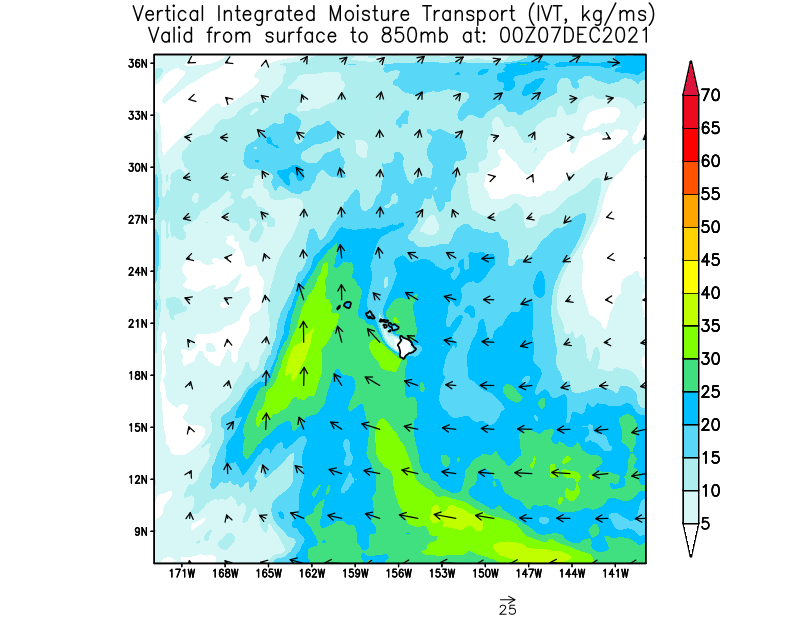 Vertical Integrated Moisture Transport (IVT, kg/ms)
Valid from surface to 850mb at: 00Z07DEC2021
36N
33N
30N
27N
24N
21N
18N
15N
12N
9N
171W 168W 165W 162W 159W 156W 153W 150W 147W 144W 141W
70
65
60
55
50
45
40
35
30
25
20
15
10
5
25